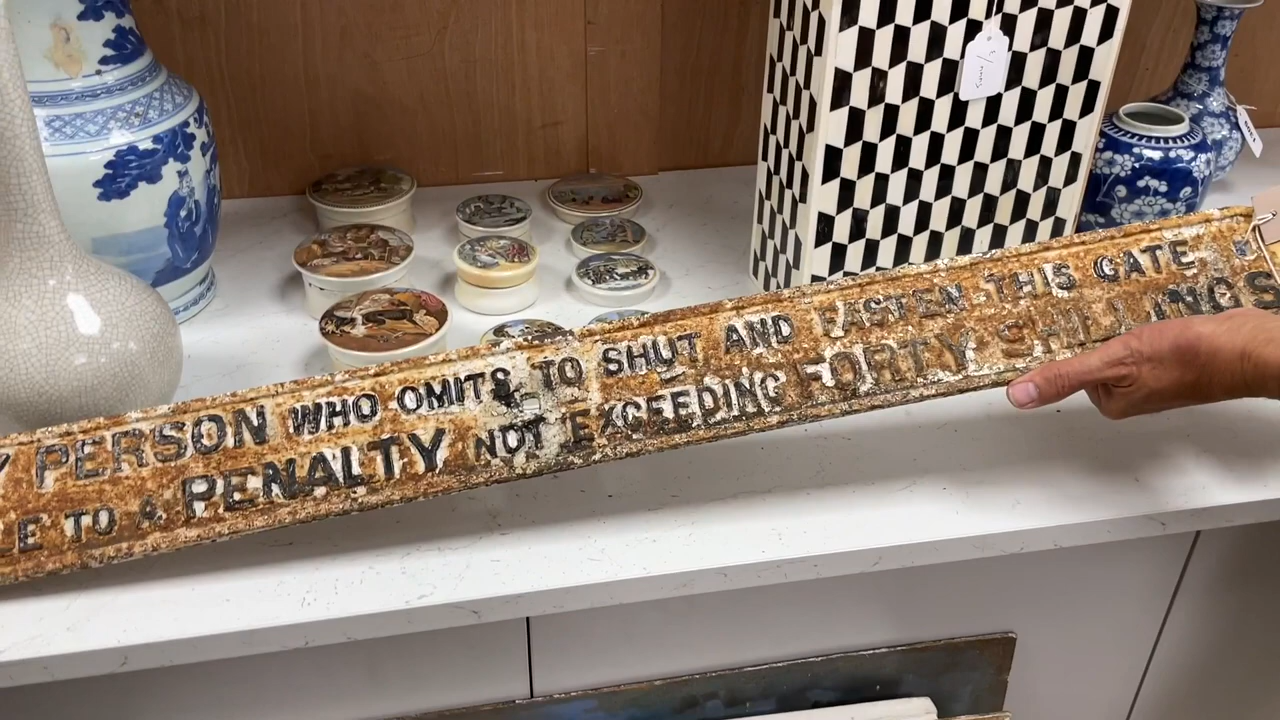 PERSON WHO OMITS TO SHUT AND FASTEN THIS GATE
TO A PENALTY NOT EXCEEDING FORTY SHILLINGS